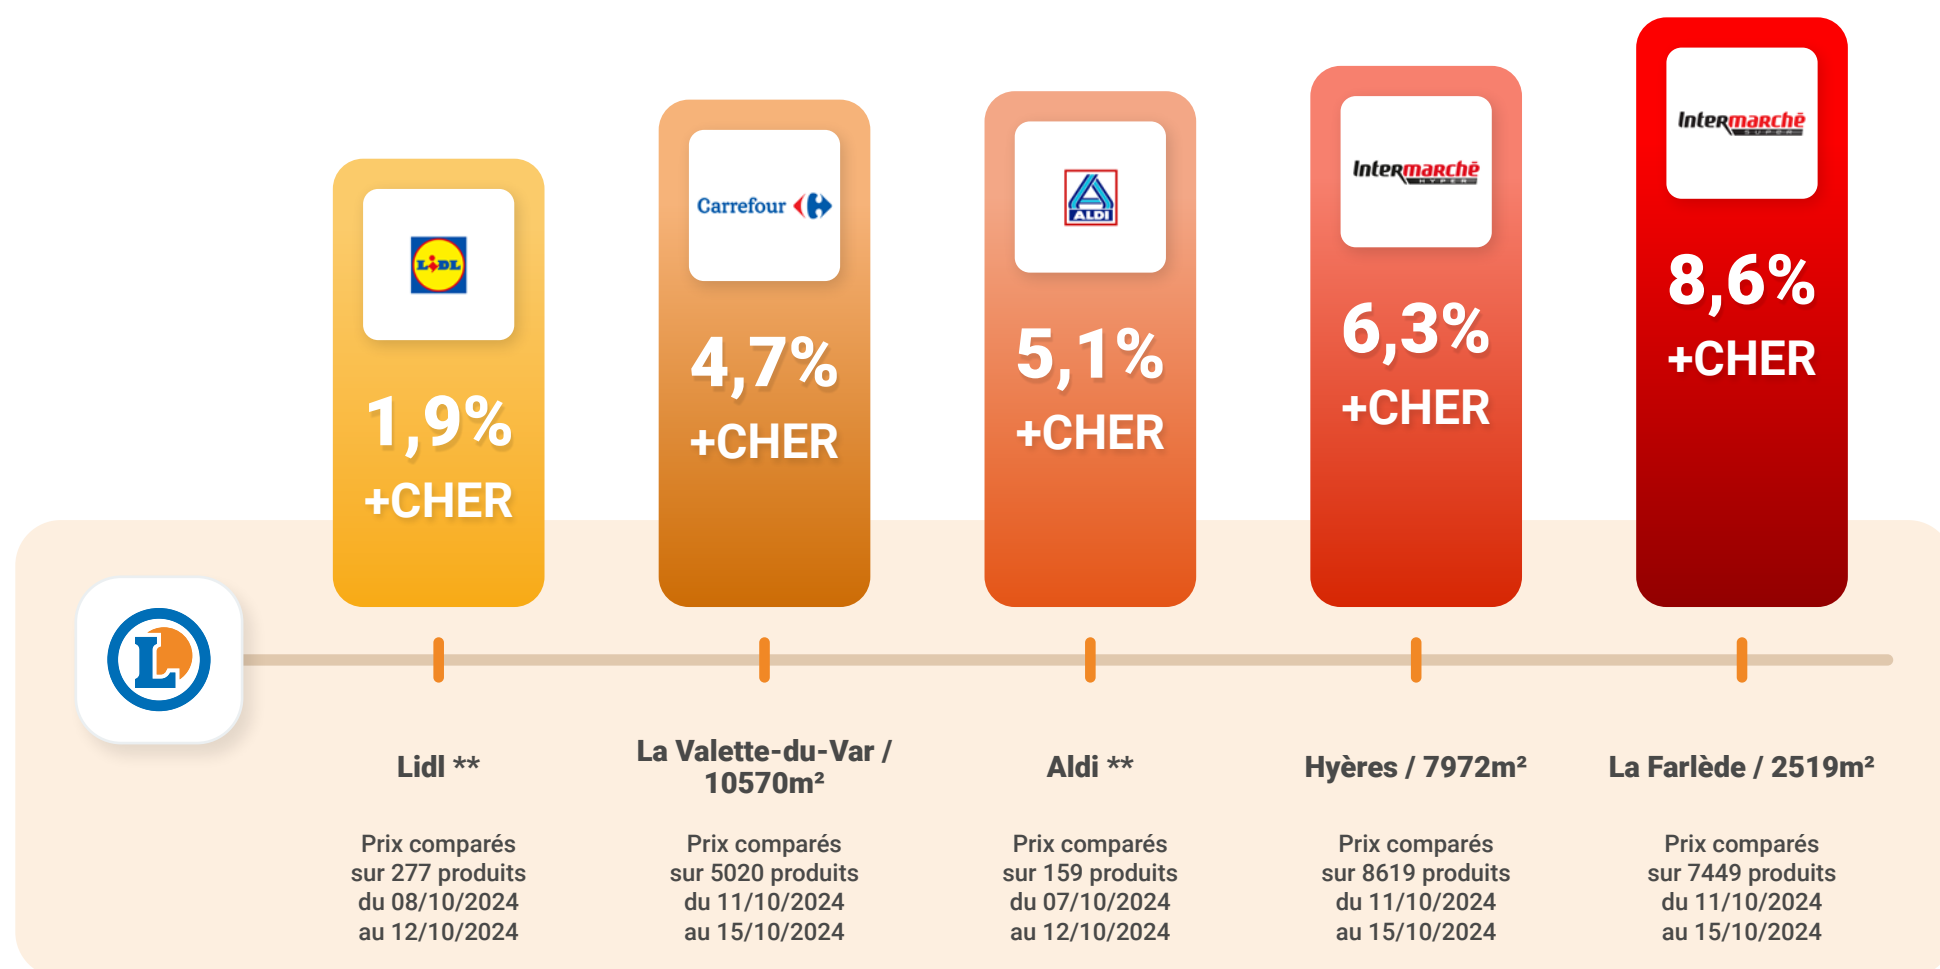 LIDL
1,9%
+CHER
Carrefour
4,7%
+CHER
ALDI
5,1%
+CHER
Intermarchē
HYPER
6,3%
+CHER
Intermarchē
SUPER
8,6%
+CHER
L
Lidl **
Prix comparés
sur 277 produits
du 08/10/2024
au 12/10/2024
La Valette-du-Var /
10570m²
Prix comparés
sur 5020 produits
du 11/10/2024
au 15/10/2024
Aldi **
Prix comparés
sur 159 produits
du 07/10/2024
au 12/10/2024
Hyères / 7972m²
Prix comparés
sur 8619 produits
du 11/10/2024
au 15/10/2024
La Farlède / 2519m²
Prix comparés
sur 7449 produits
du 11/10/2024
au 15/10/2024